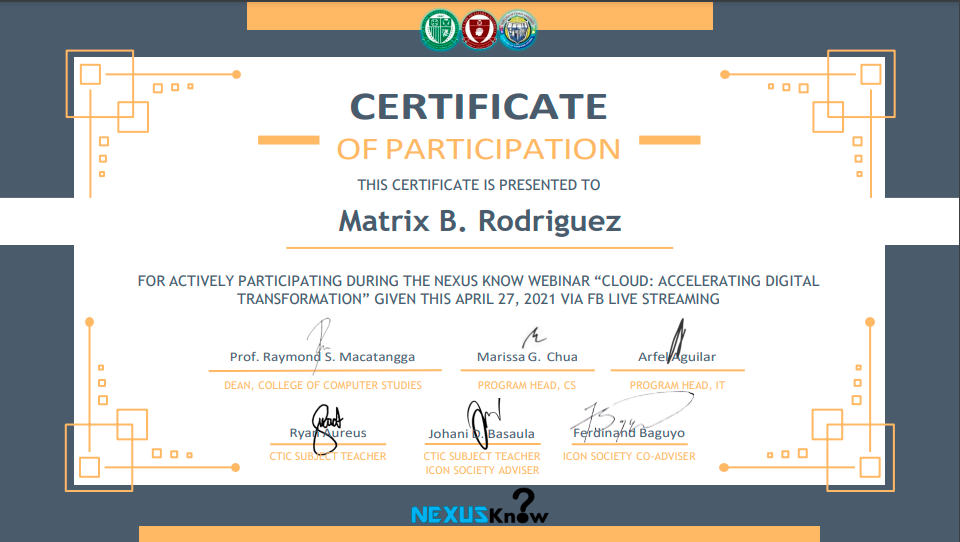 CERTIFICATE
OF PARTICIPATION
THIS CERTIFICATE IS PRESENTED TO
Matrix B. Rodriguez
FOR ACTIVELY PARTICIPATING DURING THE NEXUS KNOW WEBINAR “CLOUD: ACCELERATING DIGITAL
TRANSFORMATION” GIVEN THIS APRIL 27, 2021 VIA FB LIVE STREAMING
Prof. Raymond S. Macatangga
Marissa G. Chua
Arfel Aguilar
DEAN, COLLEGE OF COMPUTER STUDIES
PROGRAM HEAD, CS
PROGRAM HEAD, IT
Ryan Aureus
Johani D. Basaula
Ferdinand Baguyo
CTIC SUBJECT TEACHER
CTIC SUBJECT TEACHER
ICON SOCIETY CO-ADVISER
ICON SOCIETY ADVISER
NEXUSKnow?